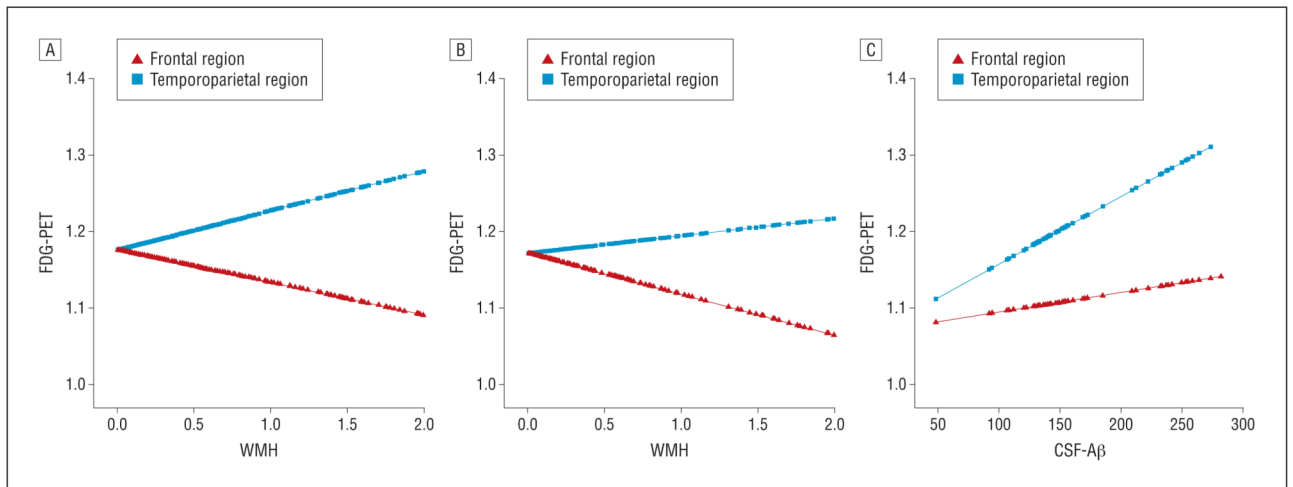 A
Frontal region
Temporoparietal region
1.4
1.3
1.2
1.1
1.0
FDG-PET
0.0 0.5 1.0 1.5 2.0
WMH
B
Frontal region
Temporoparietal region
1.4
1.3
1.2
1.1
1.0
FDG-PET
0.0 0.5 1.0 1.5 2.0
WMH
C
Frontal region
Temporoparietal region
1.4
1.3
1.2
1.1
1.0
FDG-PET
50 100 150 200 250 300
CSF-Aβ